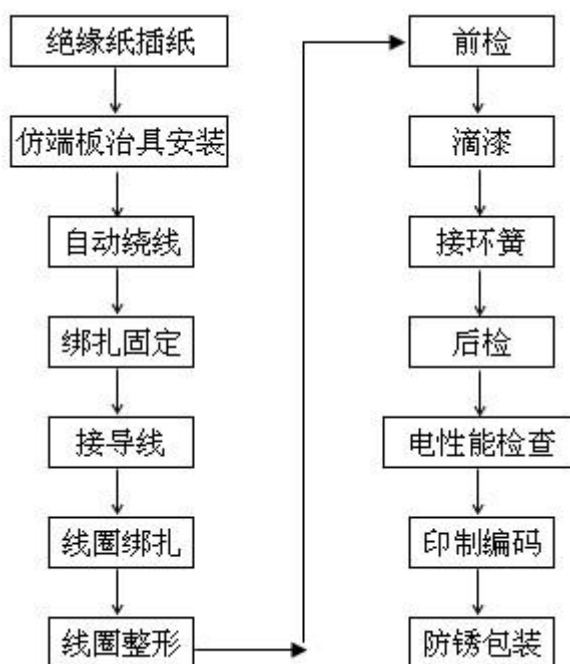 绝缘纸插纸
仿端板治具安装
自动绕线
绑扎固定
接导线
线圈绑扎
线圈整形
前检
滴漆
接环簧
后检
电性能检查
印制编码
防锈包装